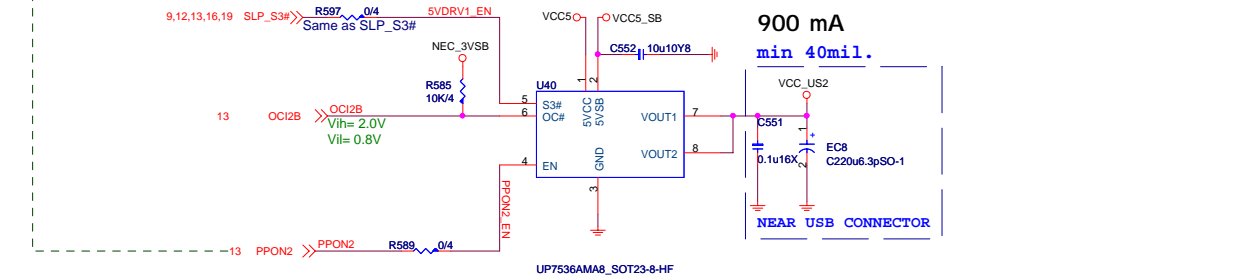 9,12,13,16,19 SLP_S3# R597 0/4 5VDRV1_EN
Same as SLP_S3#
VCC5 VCC5_SB
900 mA
min 40mil.
NEC_3VSB
C552 10u10Y8
R585
10K/4
U40
1 2
5VCC 5VSB
VCC_US2
13 OCI2B OCI2B
Vih= 2.0V
Vil= 0.8V
5 S3#
6 OC#
VOUT1 7
VOUT2 8
4 EN
GND
3
C551
0.1u16X
1 +
2
EC8
C220u6.3pSO-1
PPON2_EN
NEAR USB CONNECTOR
13 PPON2 PPON2 R589 0/4
UP7536AMA8_SOT23-8-HF